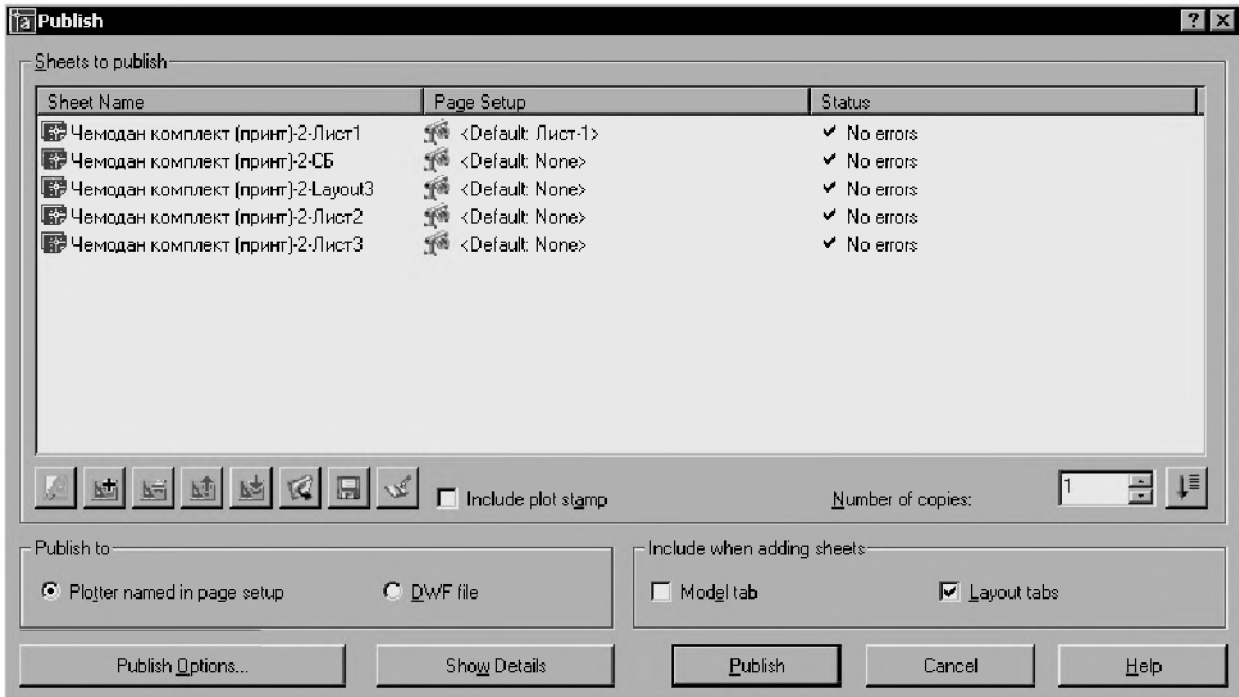 Publish
Sheets to publish
Sheet Name Page Setup Status
Чемодан комплект (принт)-2-Лист1 <Default: Лист-1> No errors
Чемодан комплект (принт)-2-СБ <Default: None> No errors
Чемодан комплект (принт)-2-Layout3 <Default: None> No errors
Чемодан комплект (принт)-2-Лист2 <Default: None> No errors
Чемодан комплект (принт)-2-Лист3 <Default: None> No errors
Include plot stamp Number of copies: 1
Publish to Include when adding sheets
Plotter named in page setup DWF file Model tab Layout tabs
Publish Options... Show Details Publish Cancel Help